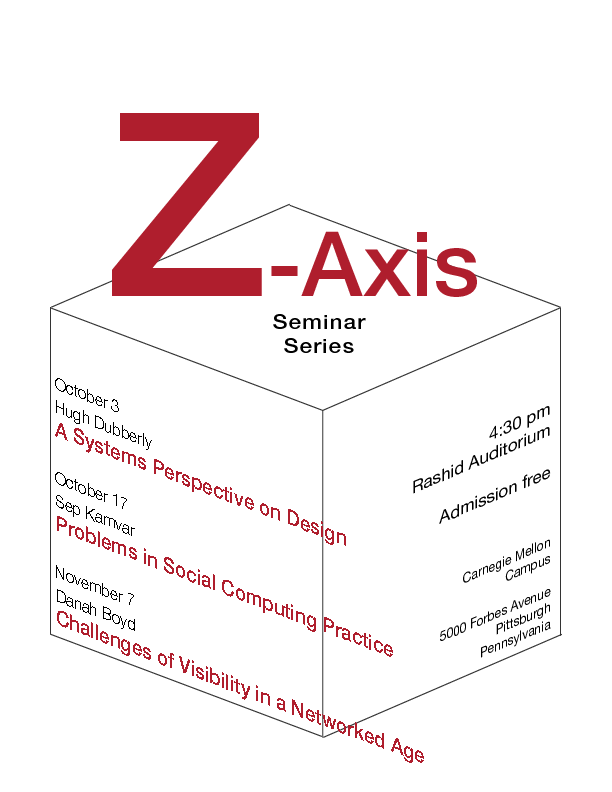 Z-Axis
Seminar
Series
October 3
Hugh Dubberly
A Systems Perspective on Design
October 17
Sep Kamvar
Problems in Social Computing Practice
November 7
Danah Boyd
Challenges of Visibility in a Networked Age
4:30 pm
Rashid Auditorium
Admission free
Carnegie Mellon
Campus
5000 Forbes Avenue
Pittsburgh
Pennsylvania